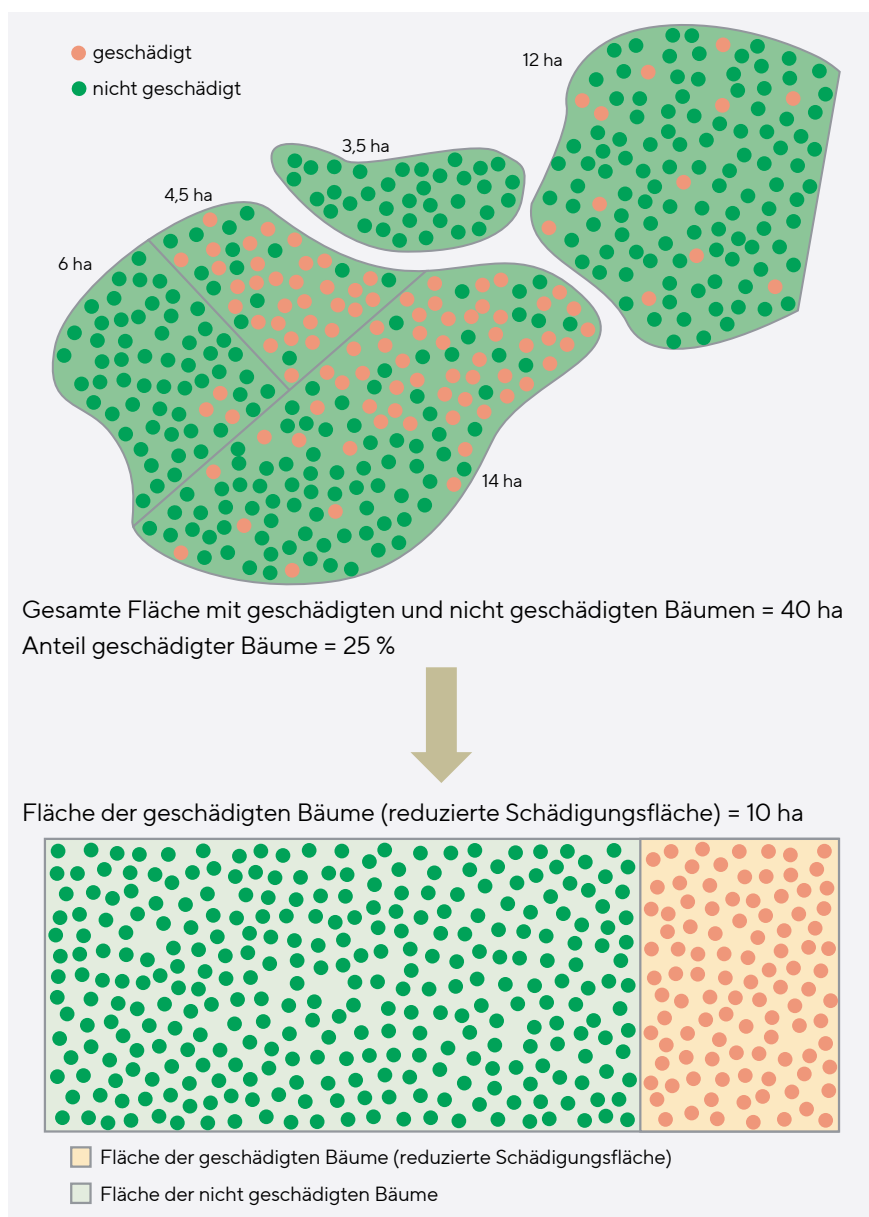 geschädigt
nicht geschädigt
12 ha
3,5 ha
4,5 ha
6 ha
14 ha
Gesamte Fläche mit geschädigten und nicht geschädigten Bäumen = 40 ha
Anteil geschädigter Bäume = 25 %
Fläche der geschädigten Bäume (reduzierte Schädigungsfläche) = 10 ha
Fläche der geschädigten Bäume (reduzierte Schädigungsfläche)
Fläche der nicht geschädigten Bäume